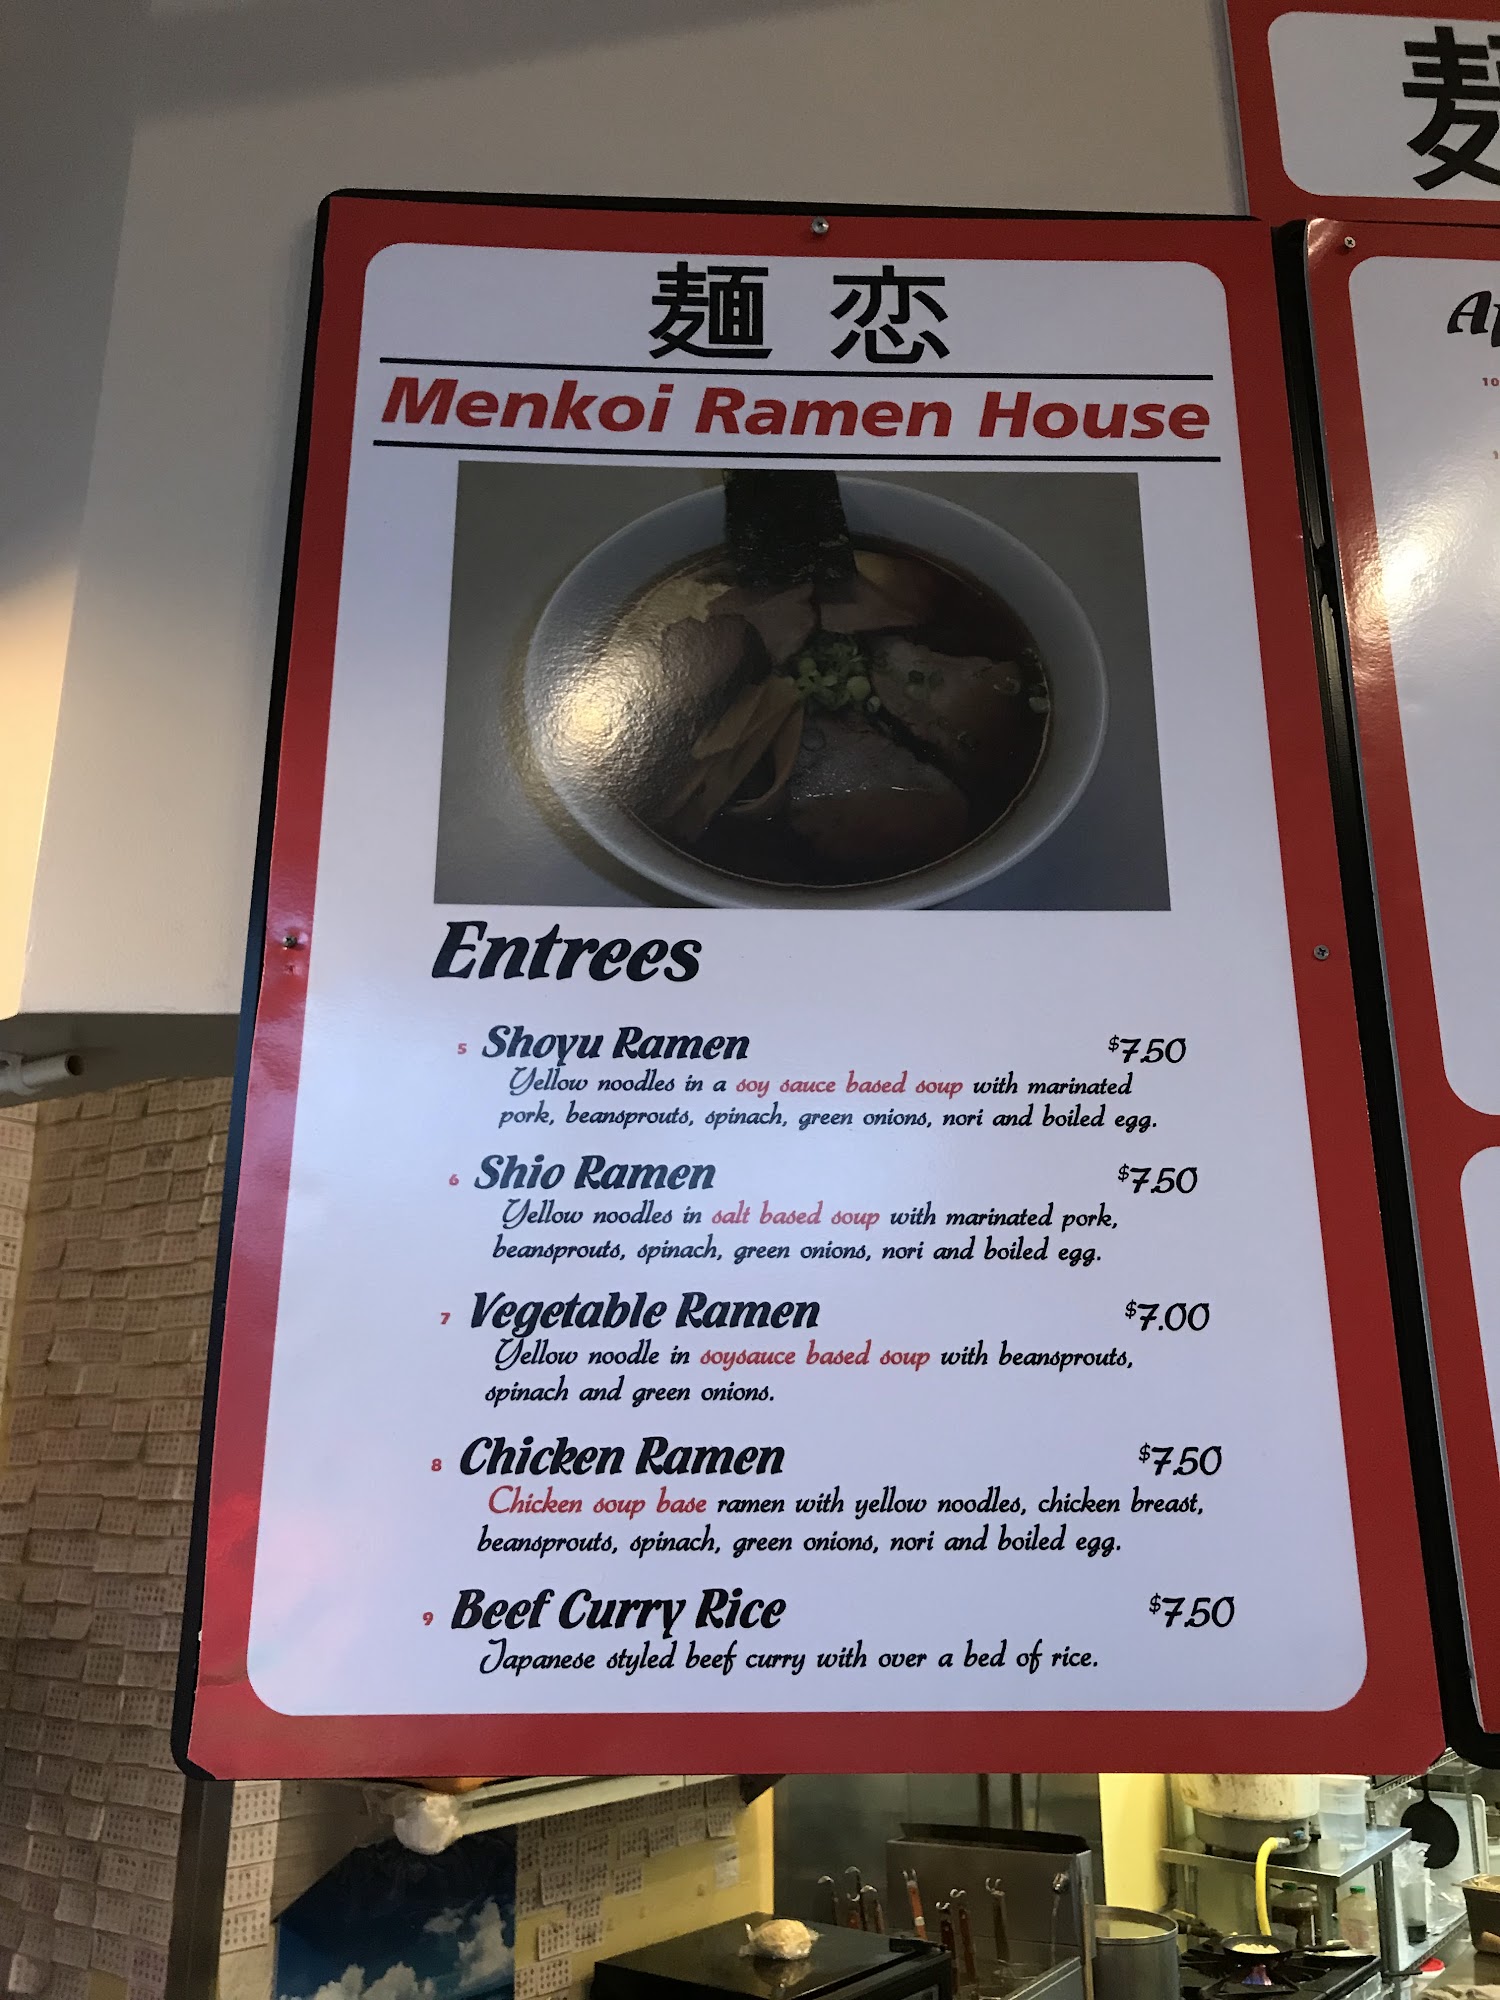 麺 恋
Menkoi Ramen House
Entrees
5 Shoyu Ramen $7.50
Yellow noodles in a soy sauce based soup with marinated
pork, beansprouts, spinach, green onions, nori and boiled egg.
6 Shio Ramen $7.50
Yellow noodles in salt based soup with marinated pork,
beansprouts, spinach, green onions, nori and boiled egg.
7 Vegetable Ramen $7.00
Yellow noodle in soysauce based soup with beansprouts,
spinach and green onions.
8 Chicken Ramen $7.50
Chicken soup base ramen with yellow noodles, chicken breast,
beansprouts, spinach, green onions, nori and boiled egg.
9 Beef Curry Rice $7.50
Japanese styled beef curry with over a bed of rice.
10